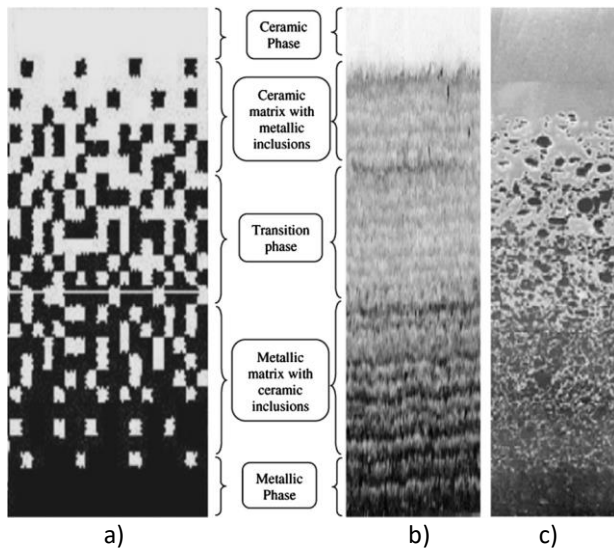 Ceramic
Phase
Ceramic
matrix with
metallic
inclusions
Transition
phase
Metallic
matrix with
ceramic
inclusions
Metallic
Phase
a)
b)
c)